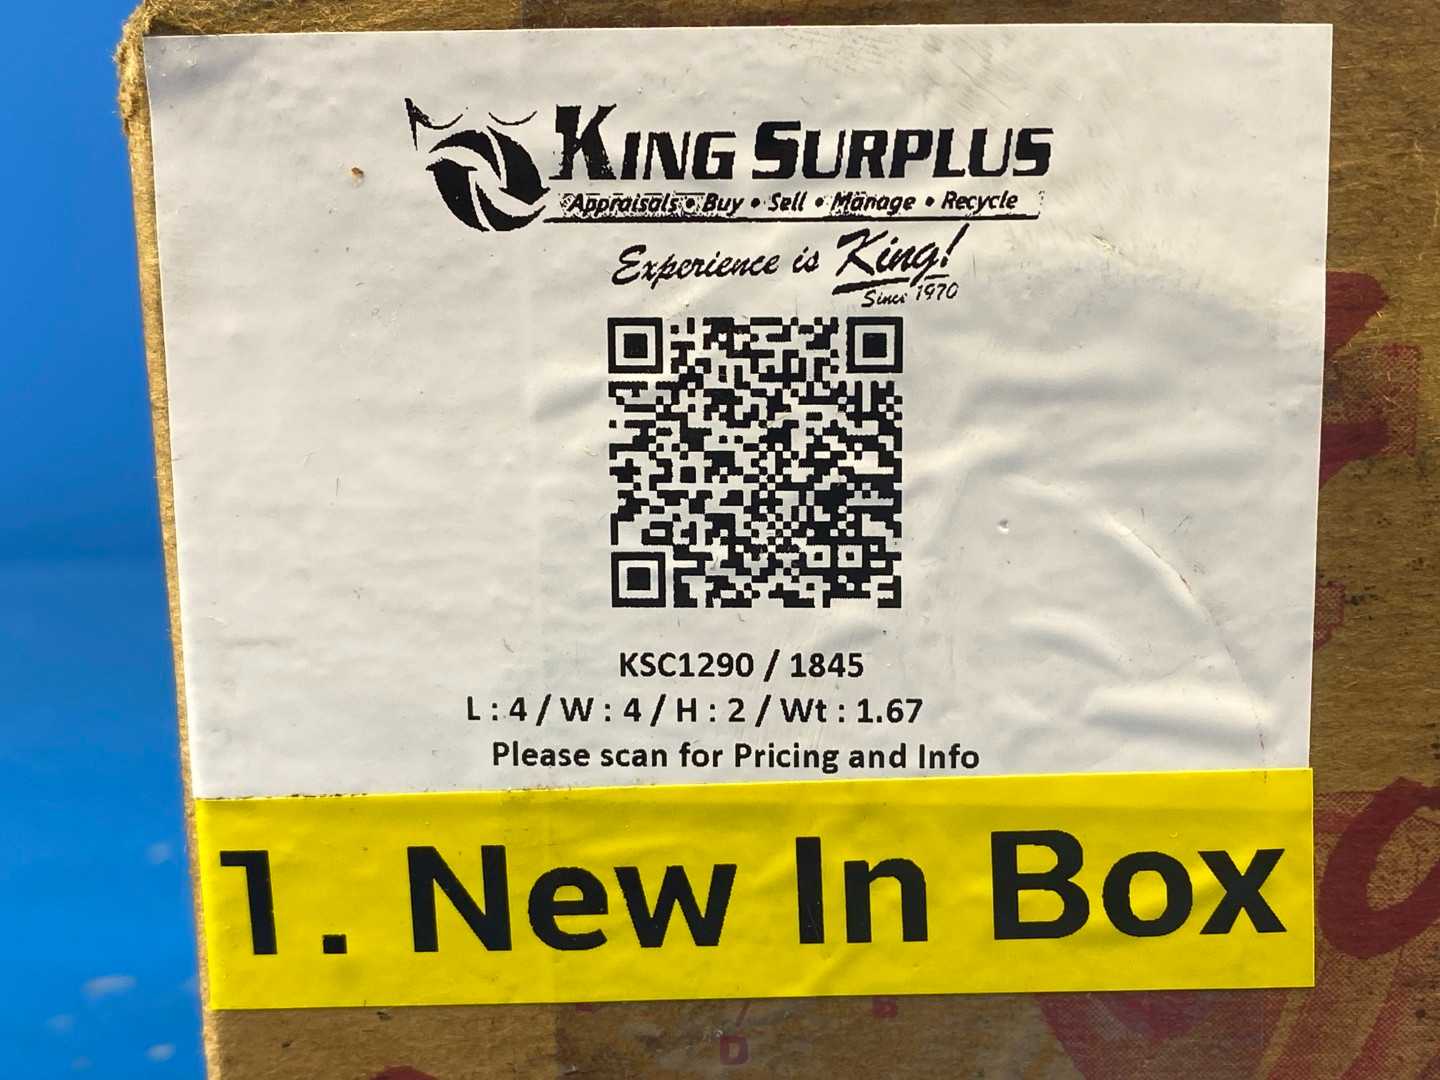 KING SURPLUS
Appraisals • Buy • Sell • Manage • Recycle
Experience is King!
Since 1970
KSC1290 / 1845
L : 4 / W : 4 / H : 2 / Wt : 1.67
Please scan for Pricing and Info
1. New In Box
D